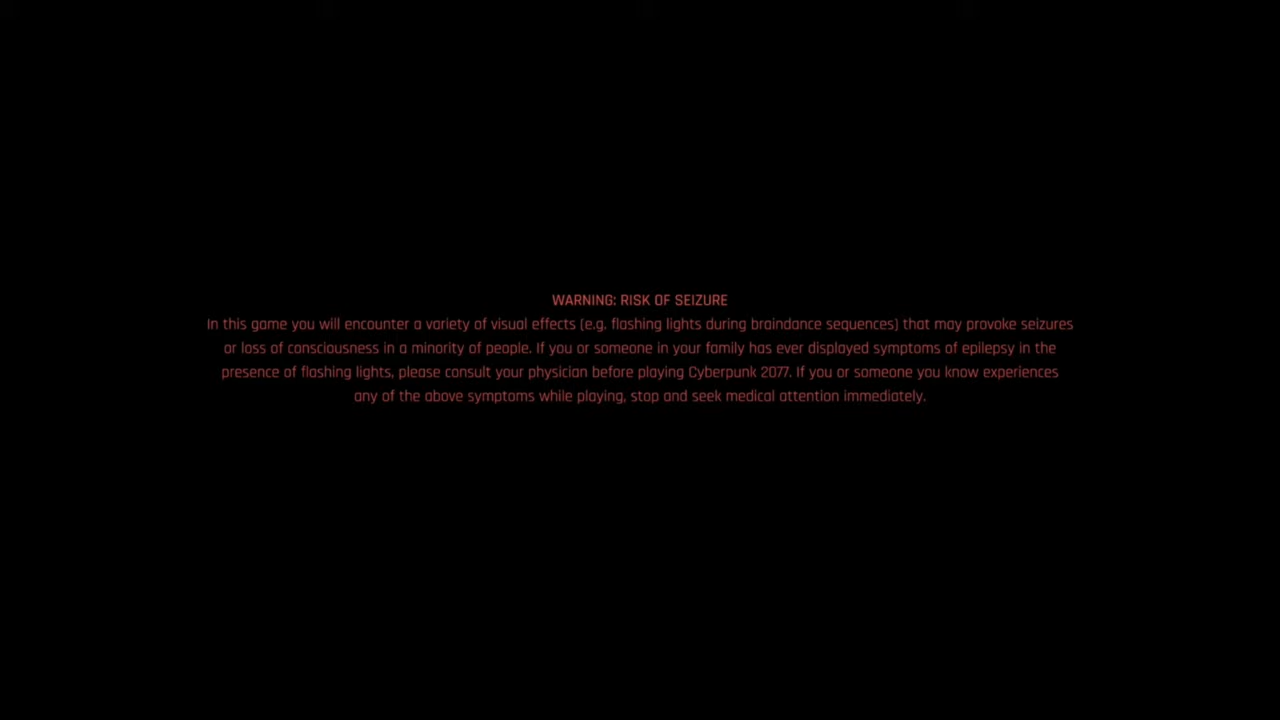 WARNING: RISK OF SEIZURE
In this game you will encounter a variety of visual effects (e.g. flashing lights during braindance sequences) that may provoke seizures
or loss of consciousness in a minority of people. If you or someone in your family has ever displayed symptoms of epilepsy in the
presence of flashing lights, please consult your physician before playing Cyberpunk 2077. If you or someone you know experiences
any of the above symptoms while playing, stop and seek medical attention immediately.